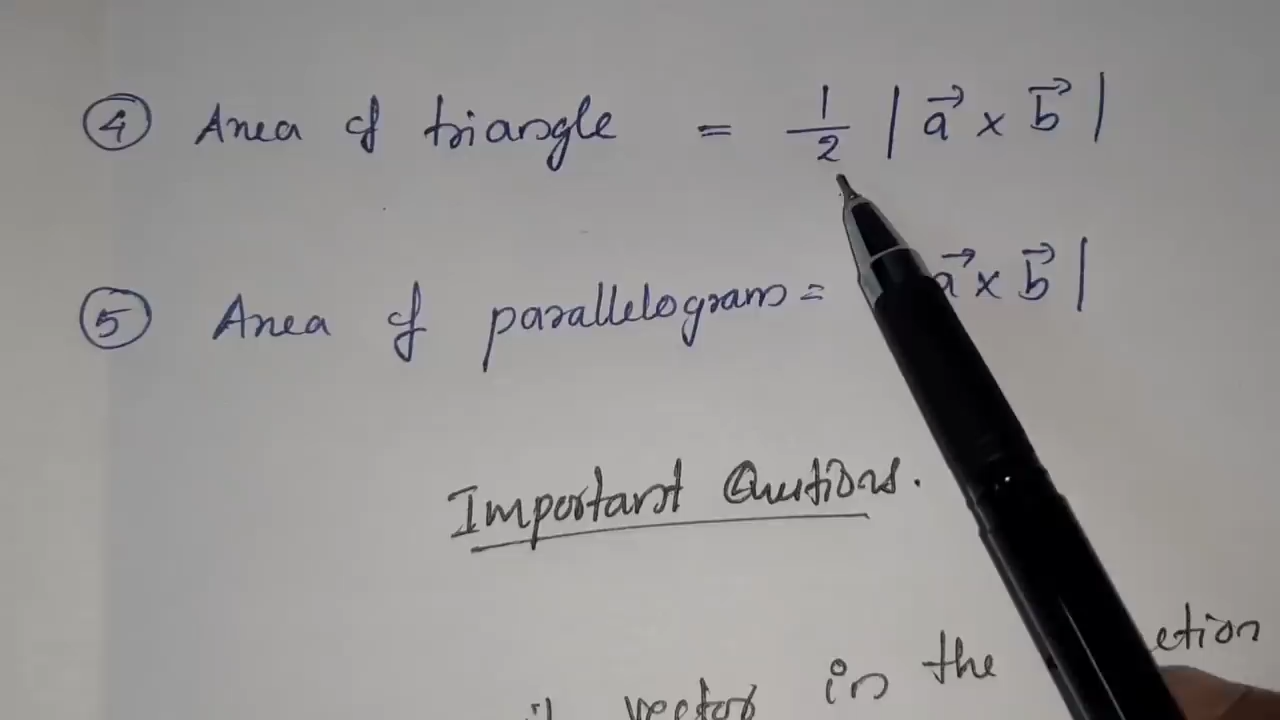 ④ Area of triangle = 1/2 | a⃗ × b⃗ |
⑤ Area of parallelogram = a⃗ × b⃗ |
Important Questions.
vector in the